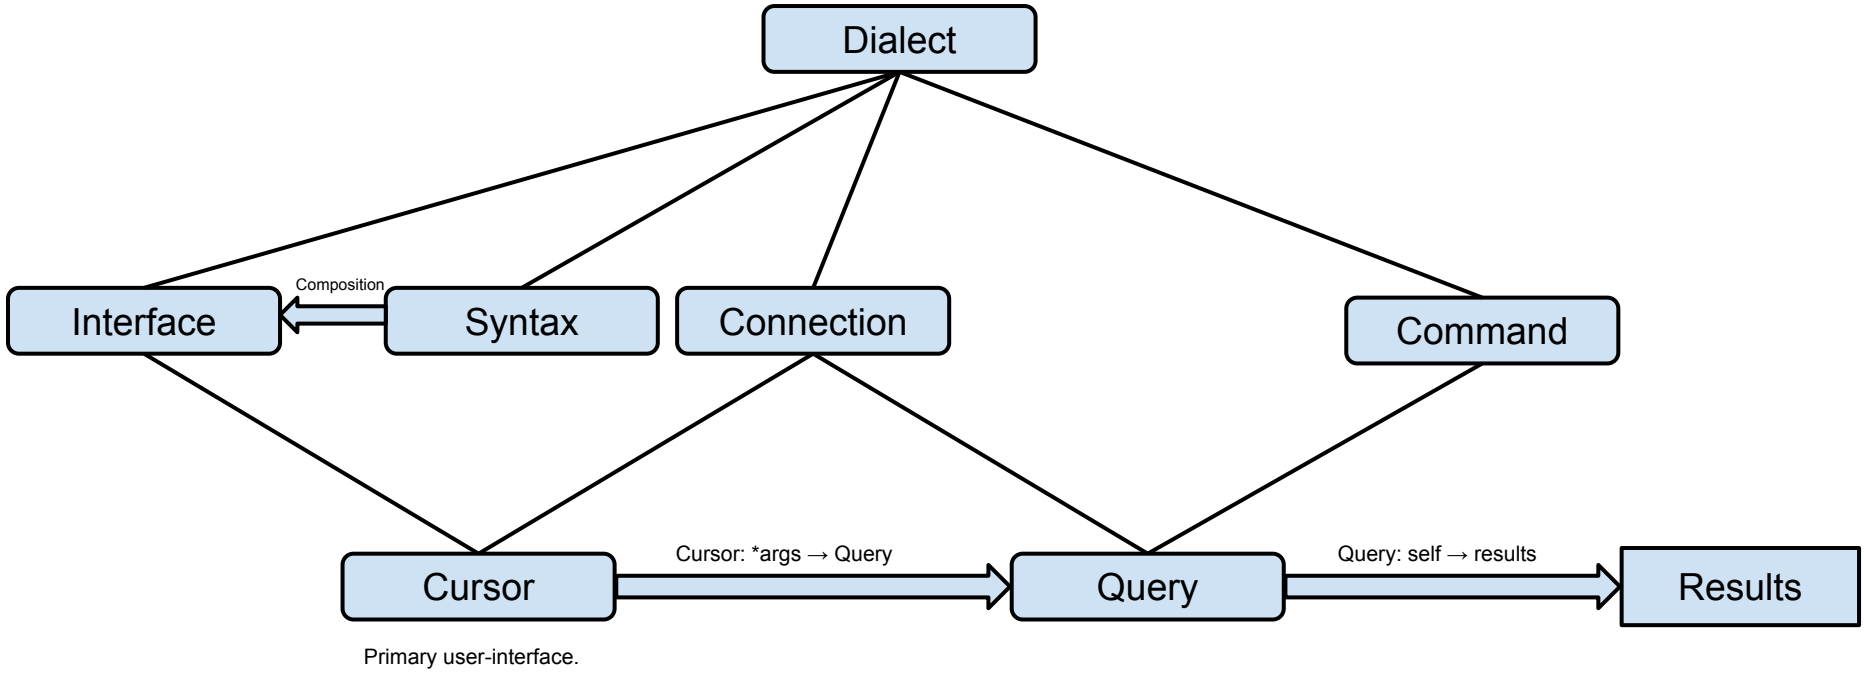 Dialect
Composition
Interface
Syntax
Connection
Command
Cursor: *args → Query
Query: self → results
Cursor
Query
Results
Primary user-interface.